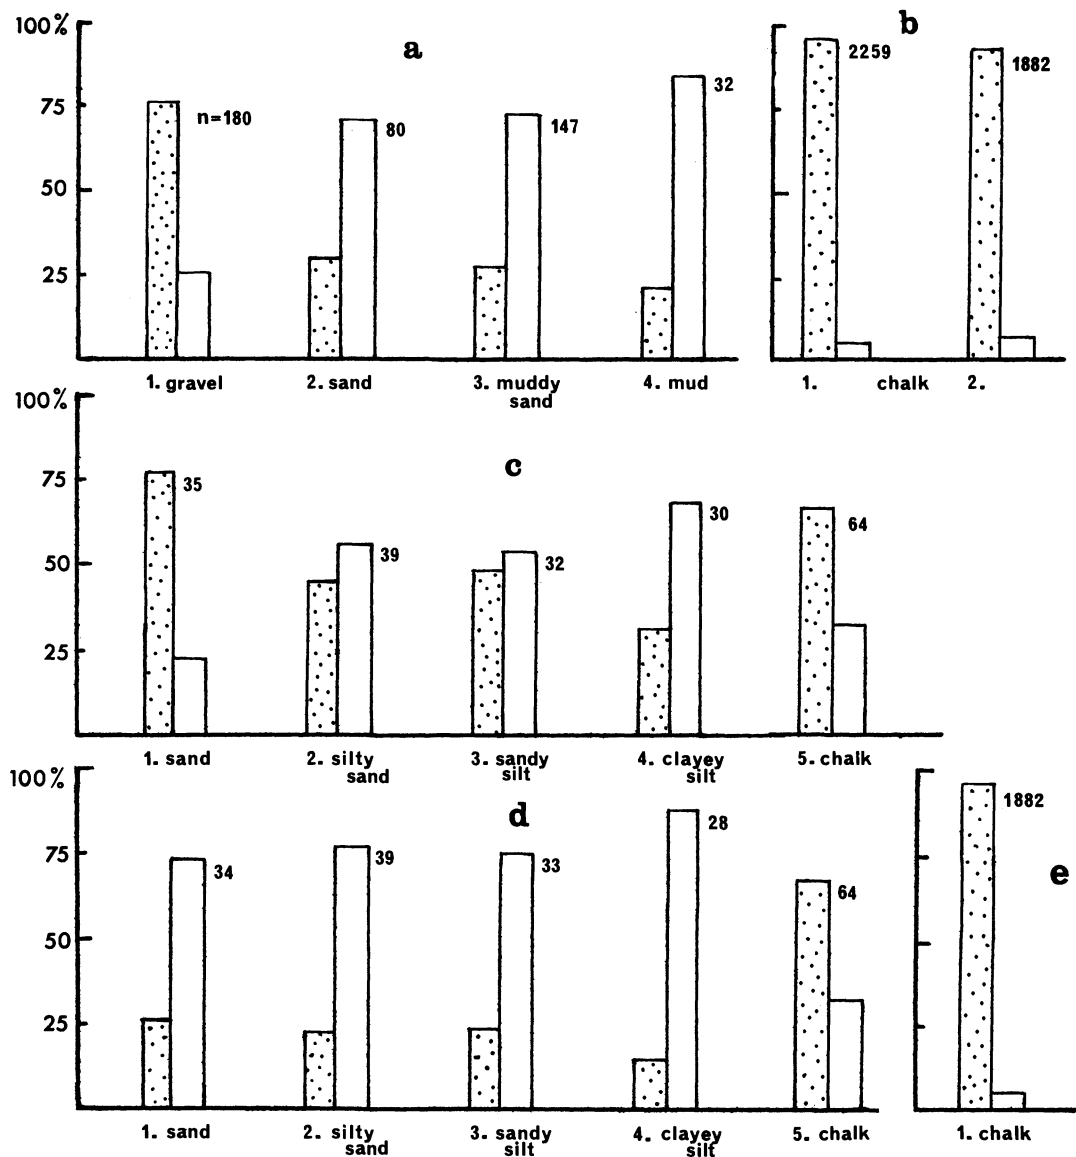 100%
a
b
2259
1882
75
n=180
80
147
32
50
25
1. gravel
2. sand
3. muddy
sand
4. mud
1.
chalk
2.
100%
c
75
35
39
32
30
64
50
25
1. sand
2. silty
sand
3. sandy
silt
4. clayey
silt
5. chalk
100%
d
75
34
39
33
28
64
1882
e
50
25
1. sand
2. silty
sand
3. sandy
silt
4. clayey
silt
5. chalk
1. chalk